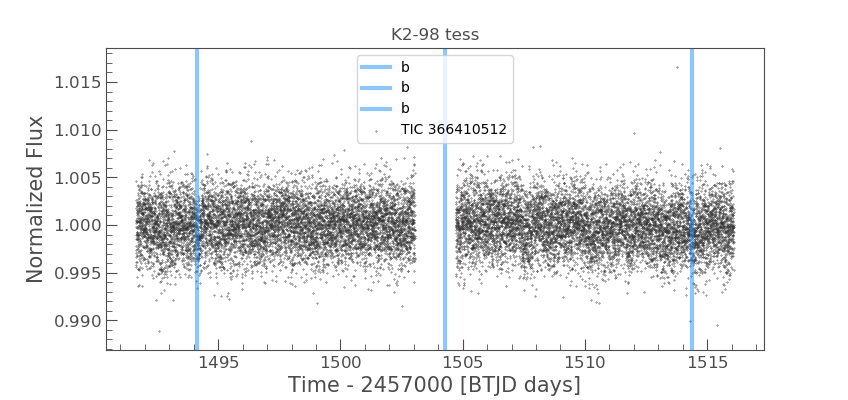 K2-98 tess
Normalized Flux
1.015
1.010
1.005
1.000
0.995
0.990
b
b
b
TIC 366410512
1495
1500
1505
1510
1515
Time - 2457000 [BTJD days]